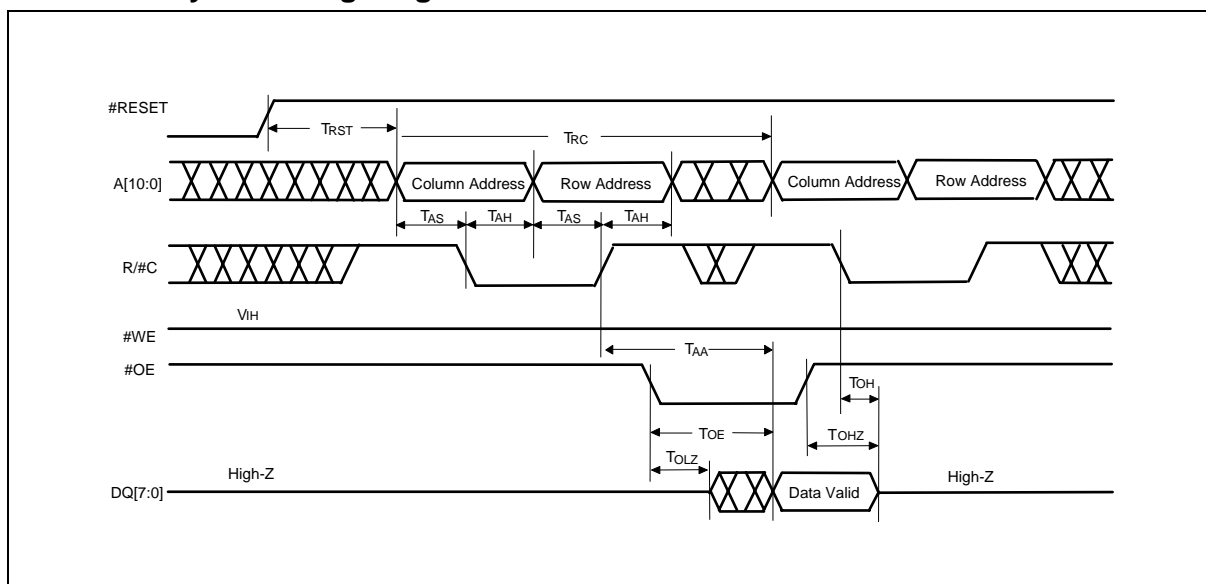 #RESET
TRST
TRC
A[10:0]
Column Address
Row Address
Column Address
Row Address
TAS
TAH
TAS
TAH
R/#C
VIH
#WE
TAA
#OE
TOH
TOE
TOHZ
TOLZ
High-Z
High-Z
DQ[7:0]
Data Valid